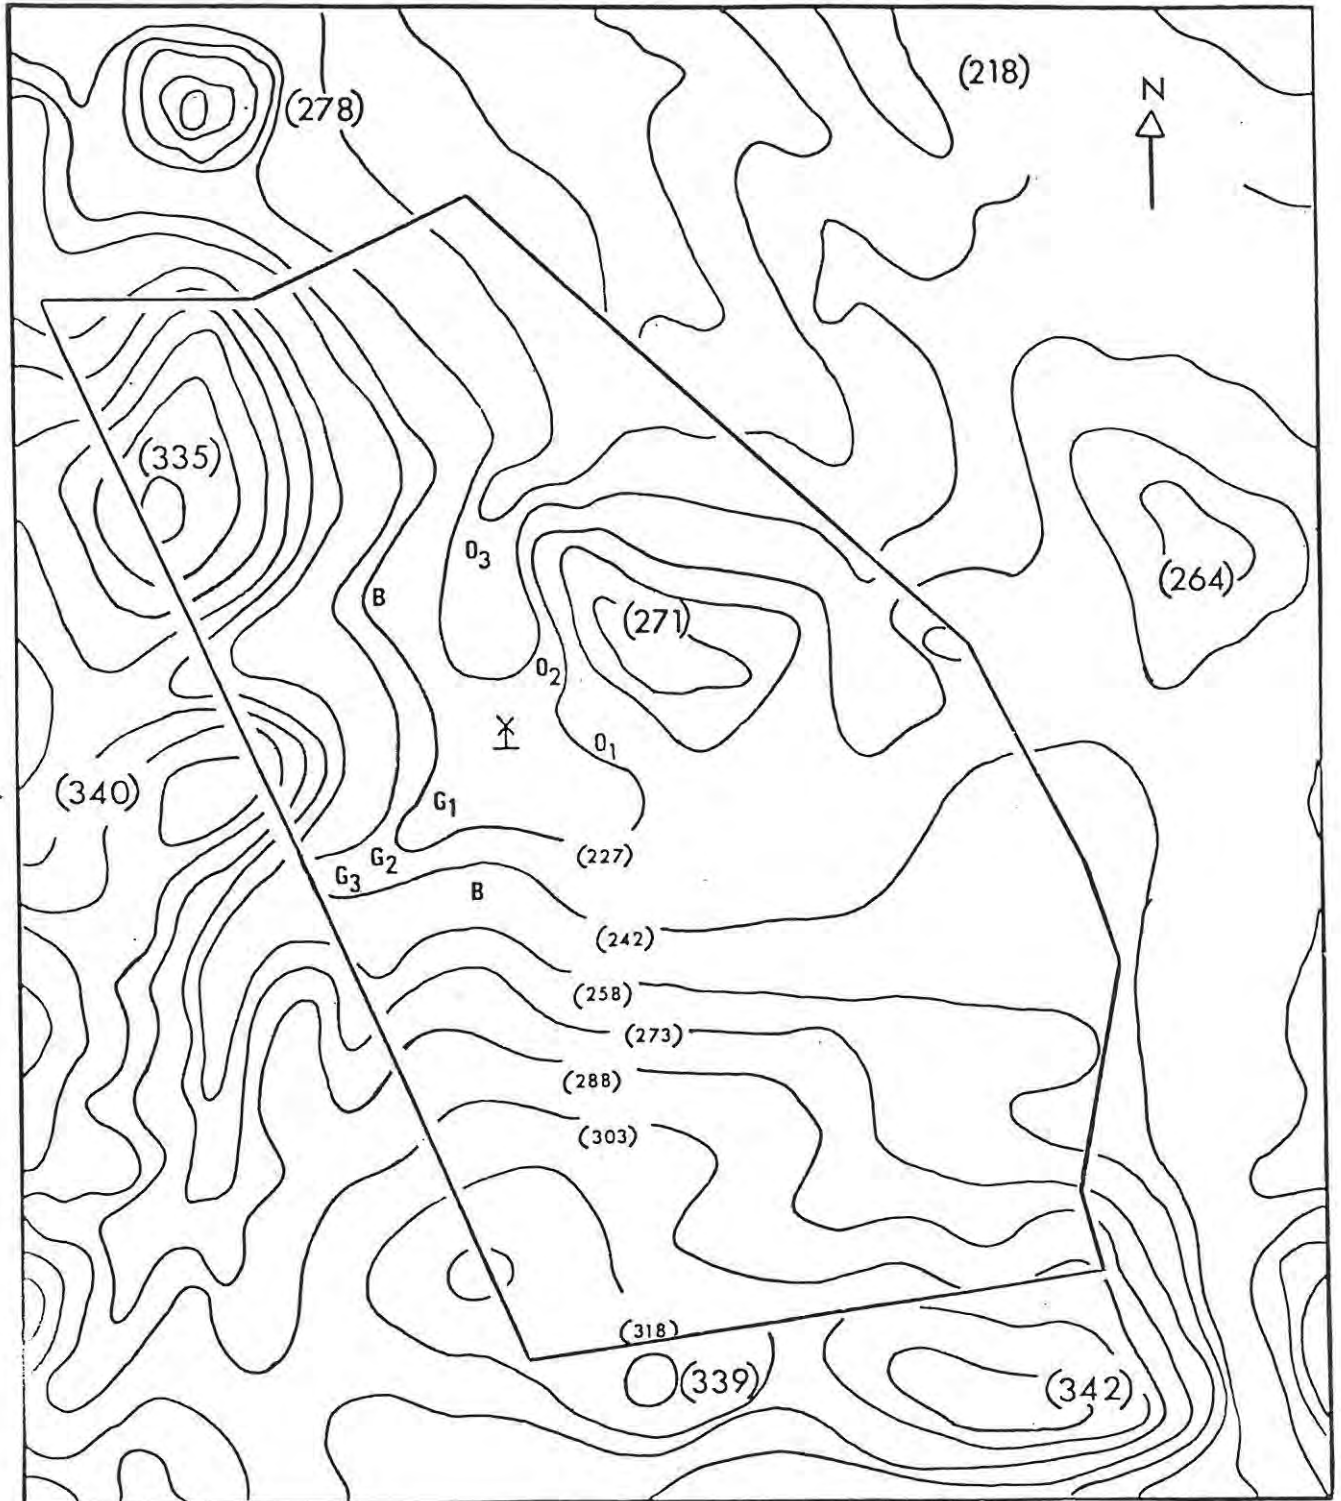 (218)
N
(278)
(335)
O3
(264)
B
(271)
O2
O1
(340)
G1
(227)
G2
G3
B
(242)
(258)
(273)
(288)
(303)
(318)
(339)
(342)